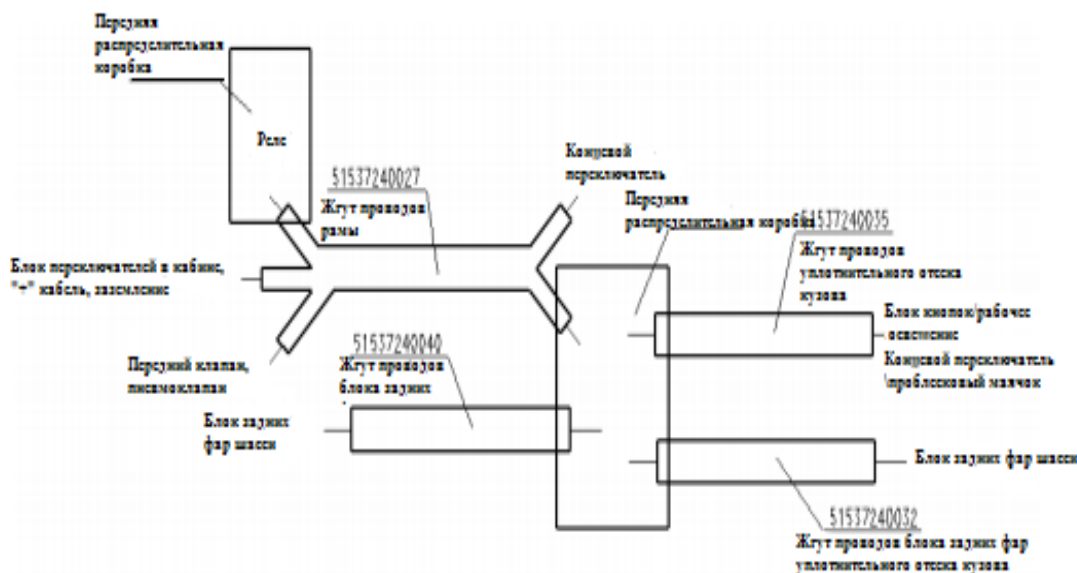 Передняя
распределительная
коробка
Реле
51537240027
Жгут проводов
рамы
Концевой
переключатель
Передняя
распределительная коробка
51537240035
Жгут проводов
уплотнительного отсека
кузова
Блок переключателей в кабине,
"+" кабель, заземление
Блок кнопок/рабочее
освещение
Концевой переключатель
\проблесковый маячок
Передний клапан,
пневмоклапан
51537240040
Жгут проводов
блока задних
Блок задних
фар шасси
Блок задних фар шасси
51537240032
Жгут проводов блока задних фар
уплотнительного отсека кузова